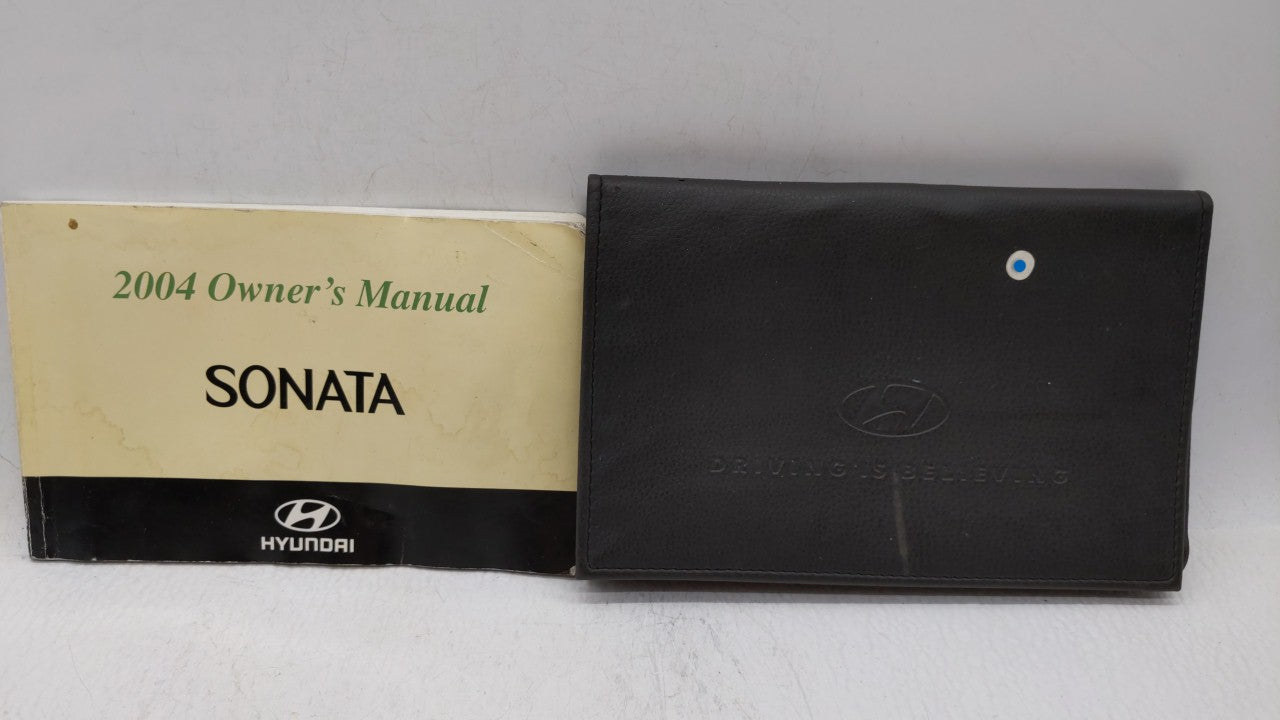 2004 Owner's Manual
SONATA
HYUNDAI
DRIVING IS BELIEVING